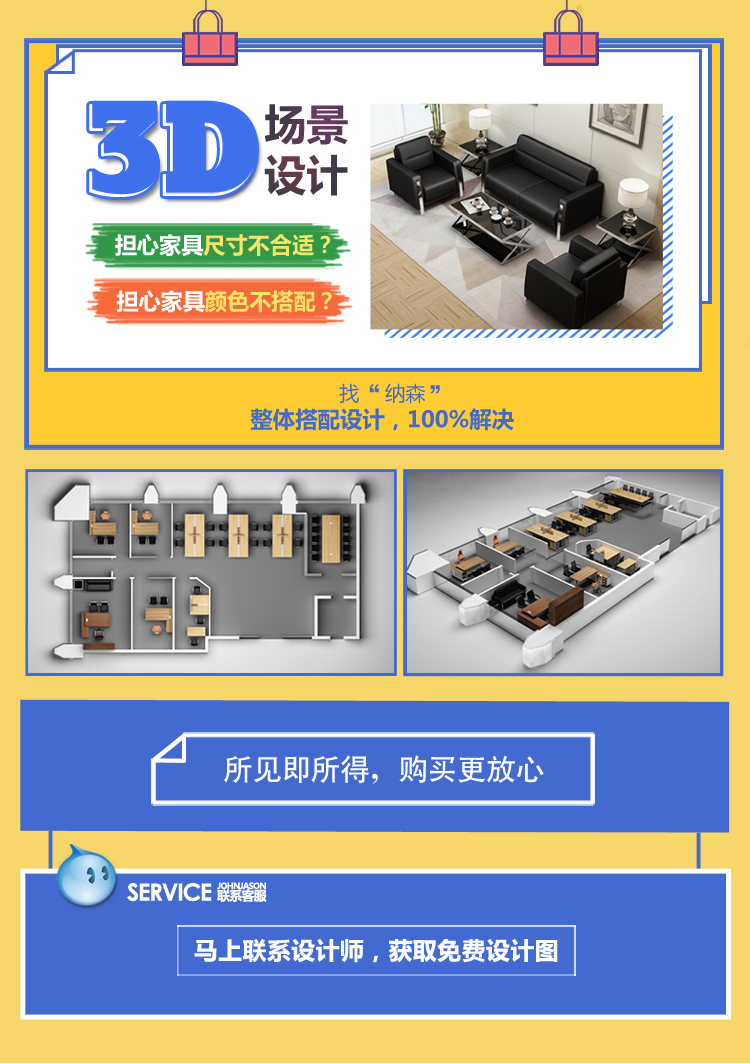 3D
场景
设计
担心家具尺寸不合适？
担心家具颜色不搭配？
找“纳森”
整体搭配设计，100%解决
所见即所得，购买更放心
SERVICE
JOHNJASON
联系客服
马上联系设计师，获取免费设计图